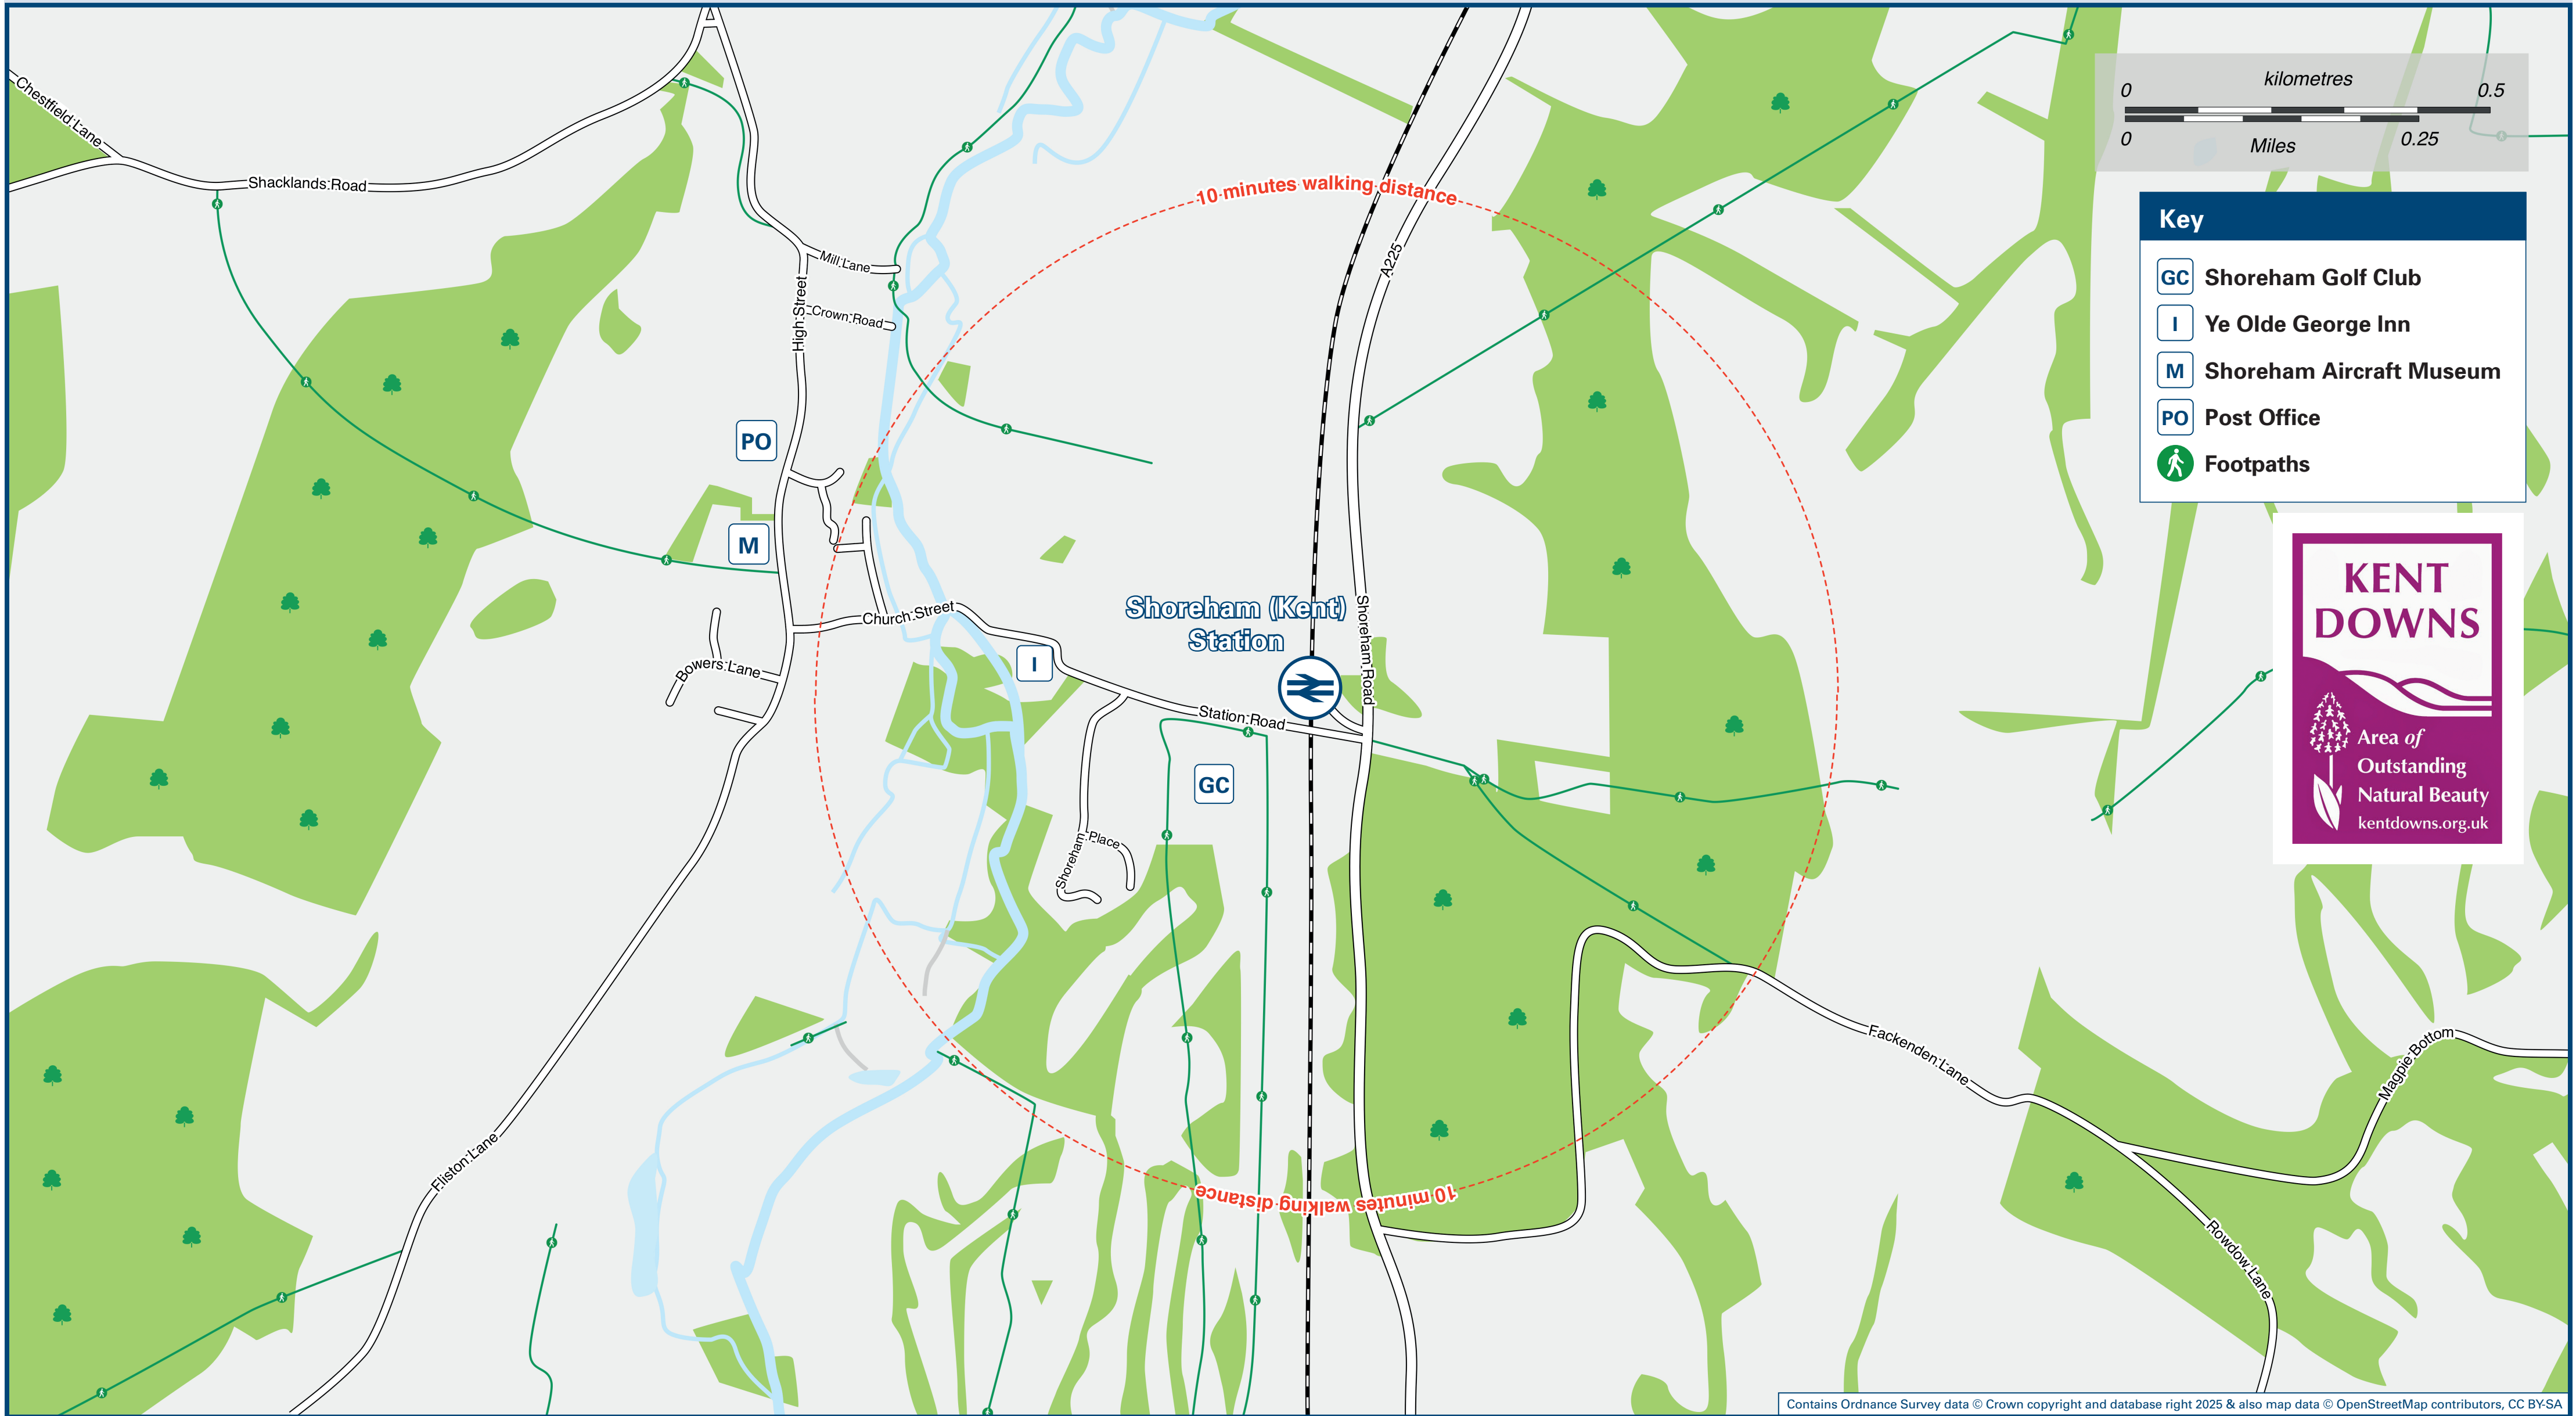 Chestfield Lane
Shacklands Road
10 minutes walking distance
A225
kilometres
0
0.5
0
0.25
Miles
Key
GC Shoreham Golf Club
I Ye Olde George Inn
M Shoreham Aircraft Museum
PO Post Office
Footpaths
Mill Lane
Crown Road
High Street
PO
M
Church Street
Shoreham (Kent)
Station
Shoreham Road
I
Bowers Lane
Station Road
GC
Shoreham Place
KENT
DOWNS
Area of
Outstanding
Natural Beauty
kentdowns.org.uk
Fackenden Lane
Magpie Bottom
Rowdow Lane
Fliston Lane
10 minutes walking distance
Contains Ordnance Survey data © Crown copyright and database right 2025 & also map data © OpenStreetMap contributors, CC BY-SA